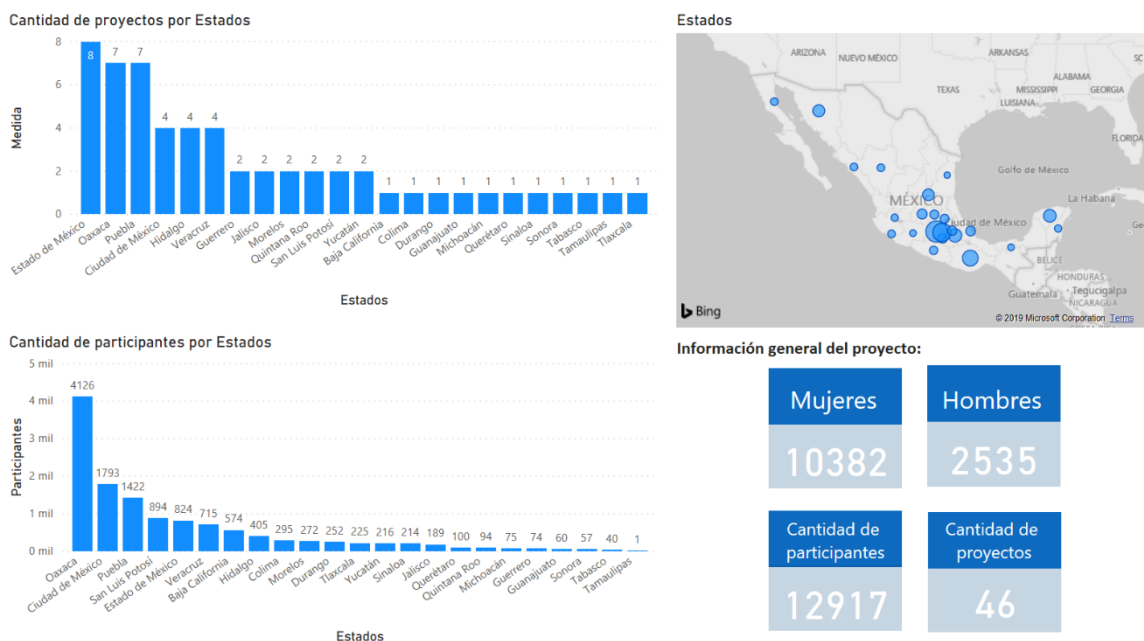 Cantidad de proyectos por Estados
Medida
8
6
4
2
0
8
7
7
4
4
4
2
2
2
2
2
2
1
1
1
1
1
1
1
1
1
1
1
Estado de México
Oaxaca
Puebla
Ciudad de México
Hidalgo
Veracruz
Guerrero
Jalisco
Morelos
Quintana Roo
San Luis Potosí
Yucatán
Baja California
Colima
Durango
Guanajuato
Michoacán
Querétaro
Sinaloa
Sonora
Tabasco
Tamaulipas
Tlaxcala
Estados
Estados
ARIZONA
NUEVO MÉXICO
ARKANSAS
SC
ALABAMA
TEXAS
MISSISSIPPI
GEORGIA
LUISIANA
FLORIDA
Golfo de México
La Habana
MÉXICO
Ciudad de México
BELICE
HONDURAS
Guatemala
Tegucigalpa
NICARAGUA
Bing
© 2019 Microsoft Corporation Terms
Cantidad de participantes por Estados
Participantes
5 mil
4 mil
3 mil
2 mil
1 mil
0 mil
4126
1793
1422
894
824
715
574
405
295
272
252
225
216
214
189
100
94
75
74
60
57
40
1
Oaxaca
Ciudad de México
Puebla
San Luis Potosí
Estado de México
Veracruz
Baja California
Hidalgo
Colima
Morelos
Durango
Tlaxcala
Yucatán
Sinaloa
Jalisco
Querétaro
Quintana Roo
Michoacán
Guerrero
Guanajuato
Sonora
Tabasco
Tamaulipas
Estados
Información general del proyecto:
Mujeres
10382
Hombres
2535
Cantidad de
participantes
12917
Cantidad de
proyectos
46